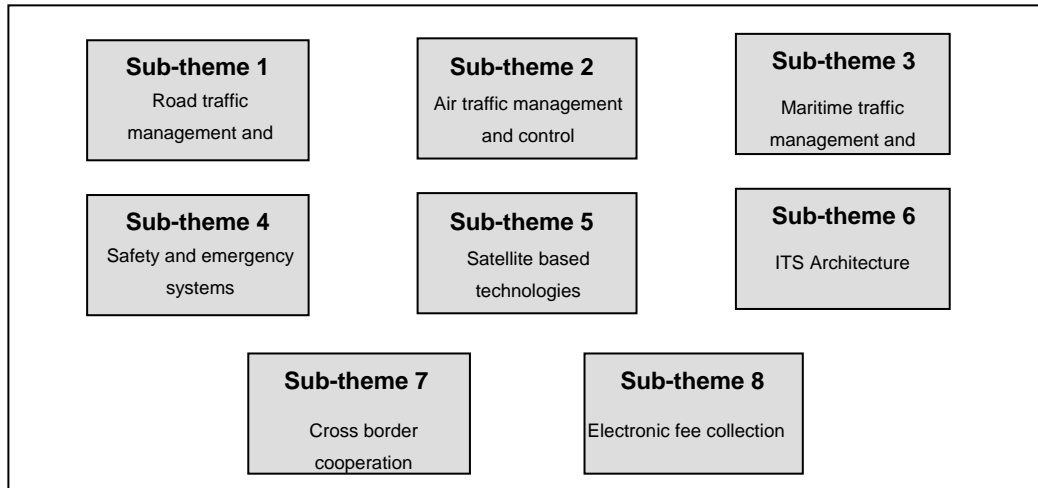 Sub-theme 1
Road traffic
management and
Sub-theme 2
Air traffic management
and control
Sub-theme 3
Maritime traffic
management and
Sub-theme 4
Safety and emergency
systems
Sub-theme 5
Satellite based
technologies
Sub-theme 6
ITS Architecture
Sub-theme 7
Cross border
cooperation
Sub-theme 8
Electronic fee collection